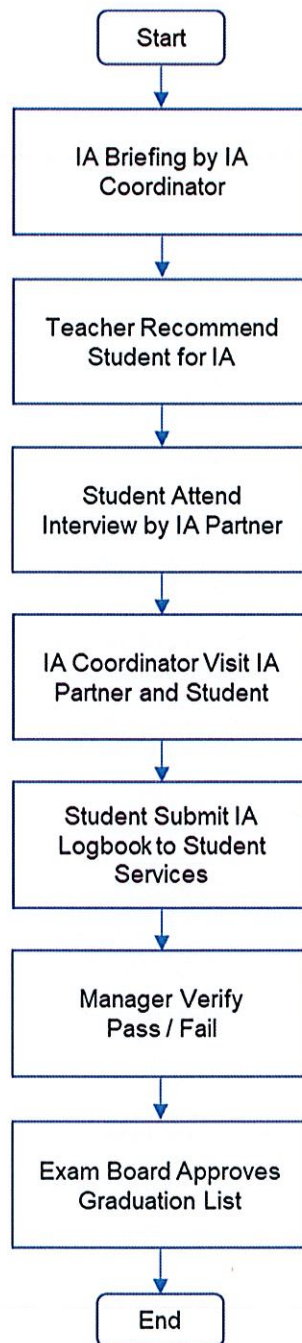 Start
IA Briefing by IA
Coordinator
Teacher Recommend
Student for IA
Student Attend
Interview by IA Partner
IA Coordinator Visit IA
Partner and Student
Student Submit IA
Logbook to Student
Services
Manager Verify
Pass / Fail
Exam Board Approves
Graduation List
End